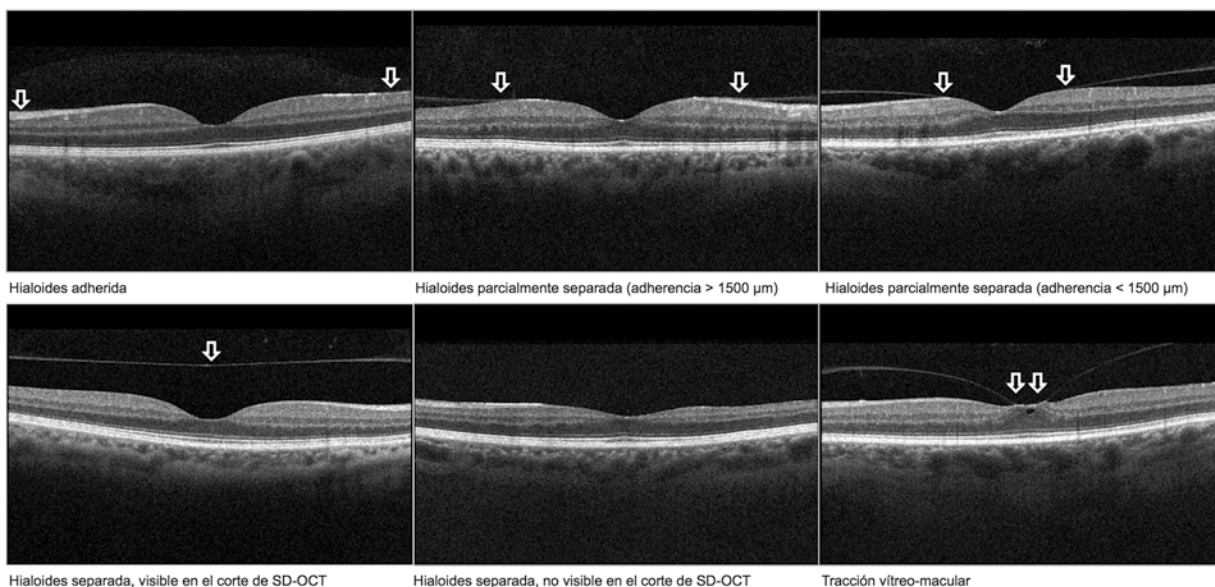 Hialoides adherida
Hialoides parcialmente separada (adherencia > 1500 µm)
Hialoides parcialmente separada (adherencia < 1500 µm)
Hialoides separada, visible en el corte de SD-OCT
Hialoides separada, no visible en el corte de SD-OCT
Tracción vítreo-macular